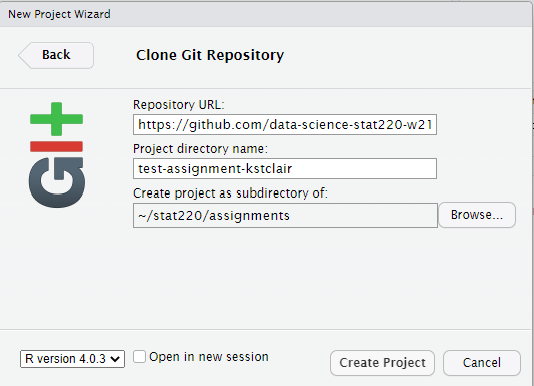 New Project Wizard
Back
Clone Git Repository
git
Repository URL:
https://github.com/data-science-stat220-w21
Project directory name:
test-assignment-kstclair
Create project as subdirectory of:
~/stat220/assignments
Browse...
R version 4.0.3
Open in new session
Create Project
Cancel